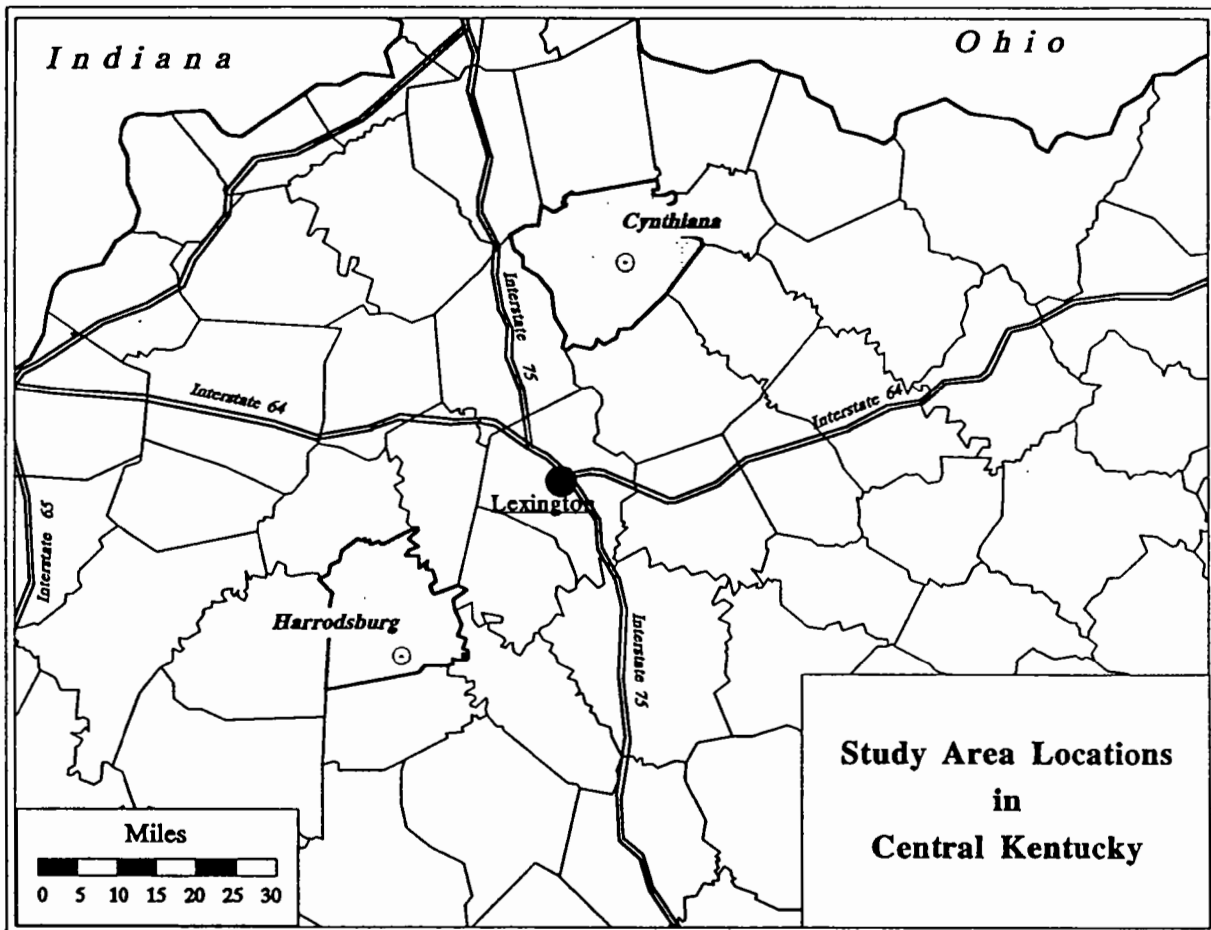 Indiana
Ohio
Cynthiana
Interstate 75
Interstate 64
Interstate 64
Interstate 65
Lexington
Harrodsburg
Interstate 75
Study Area Locations
in
Central Kentucky
Miles
0 5 10 15 20 25 30